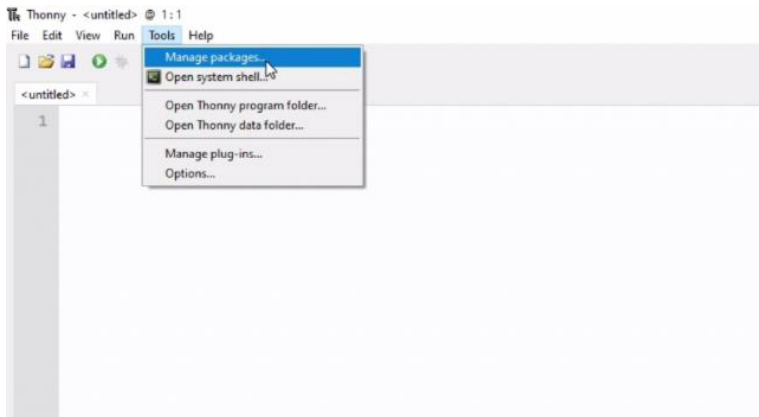 Thonny - <untitled> @ 1:1
File Edit View Run Tools Help
Manage packages...
Open system shell...
<untitled> ×
Open Thonny program folder...
1
Open Thonny data folder...
Manage plug-ins...
Options...